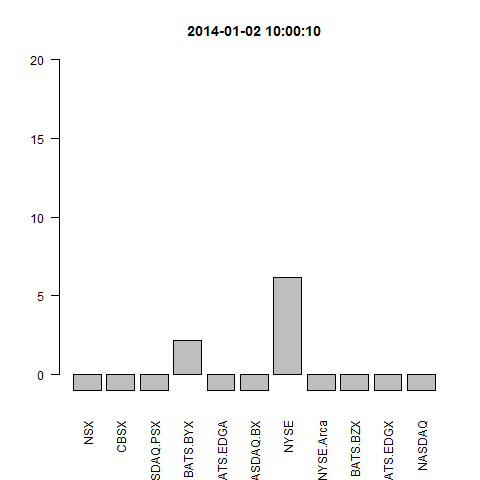 2014-01-02 10:00:10
20
15
10
5
0
NSX
CBSX
SDAQ.PSX
BATS.BYX
ATS.EDGA
ASDAQ.BX
NYSE
NYSE.Arca
BATS.BZX
ATS.EDGX
NASDAQ